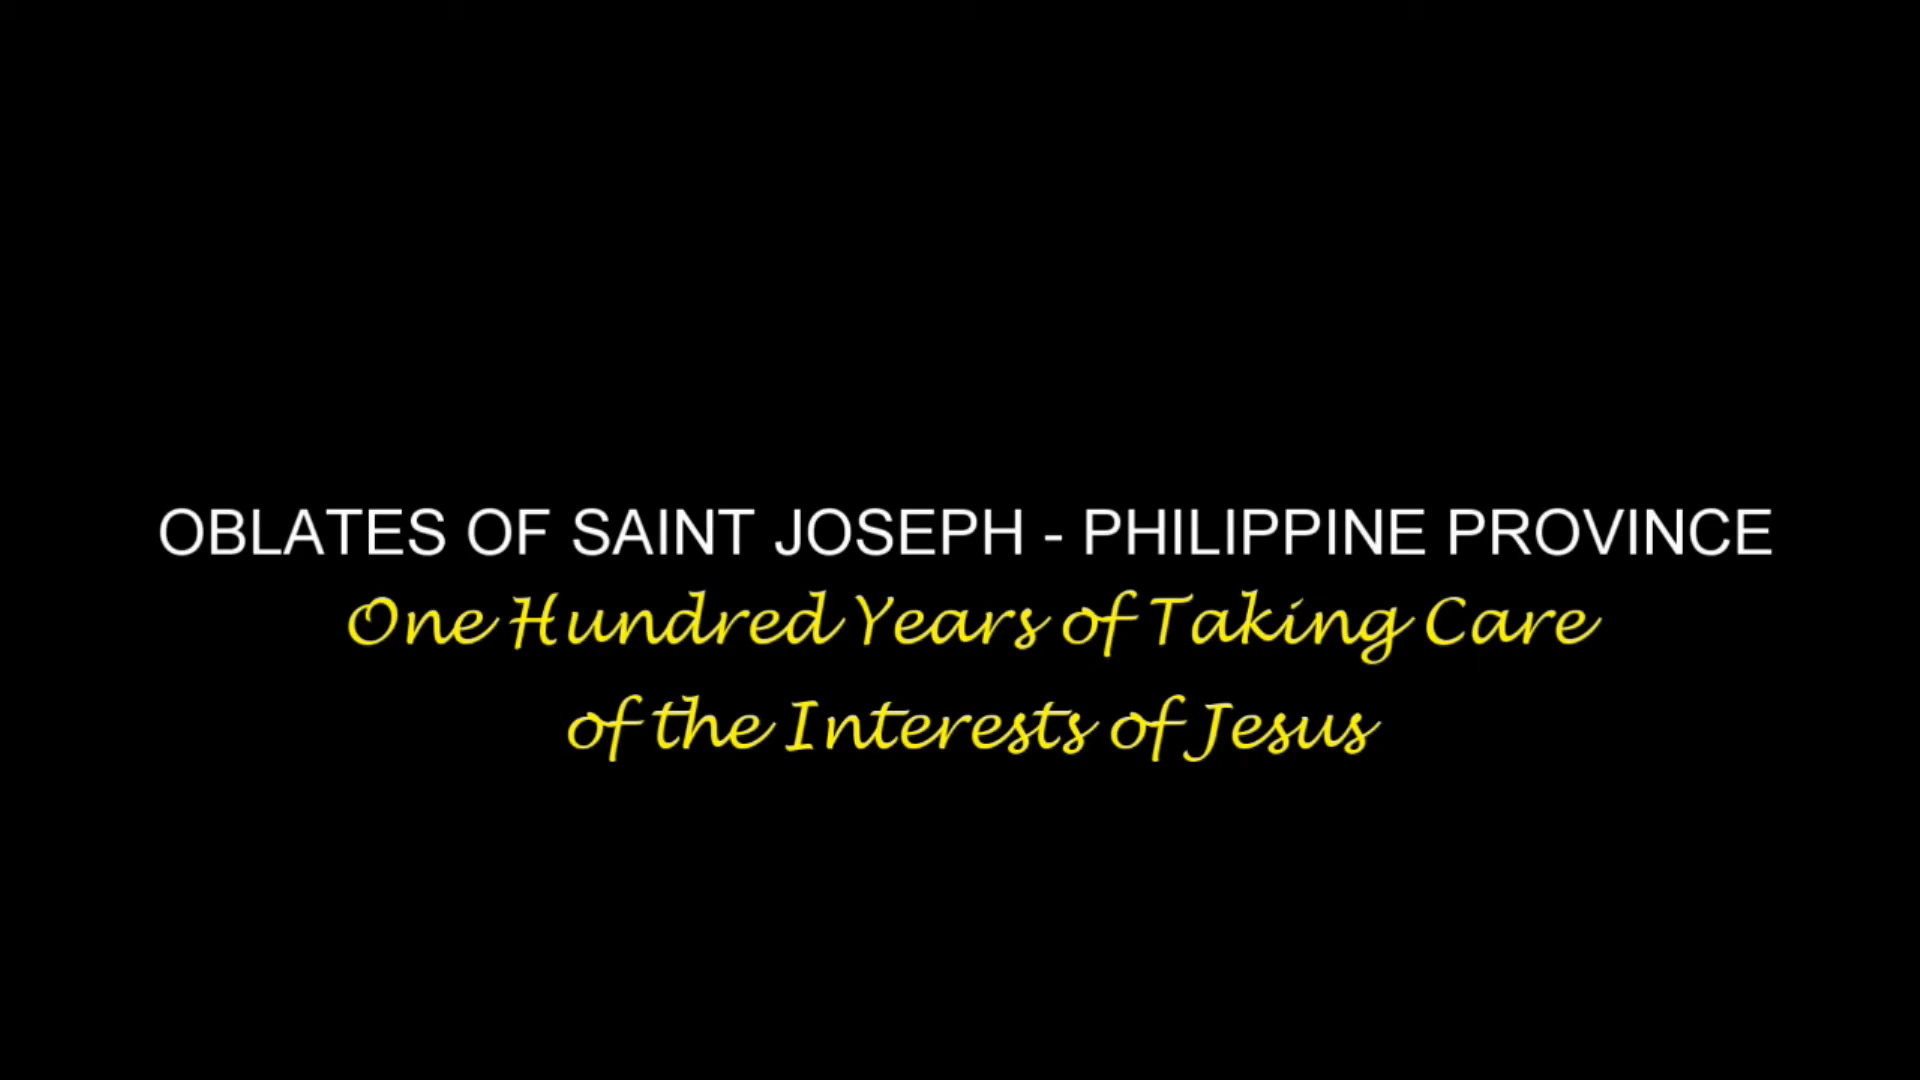 OBLATES OF SAINT JOSEPH - PHILIPPINE PROVINCE
One Hundred Years of Taking Care
of the Interests of Jesus